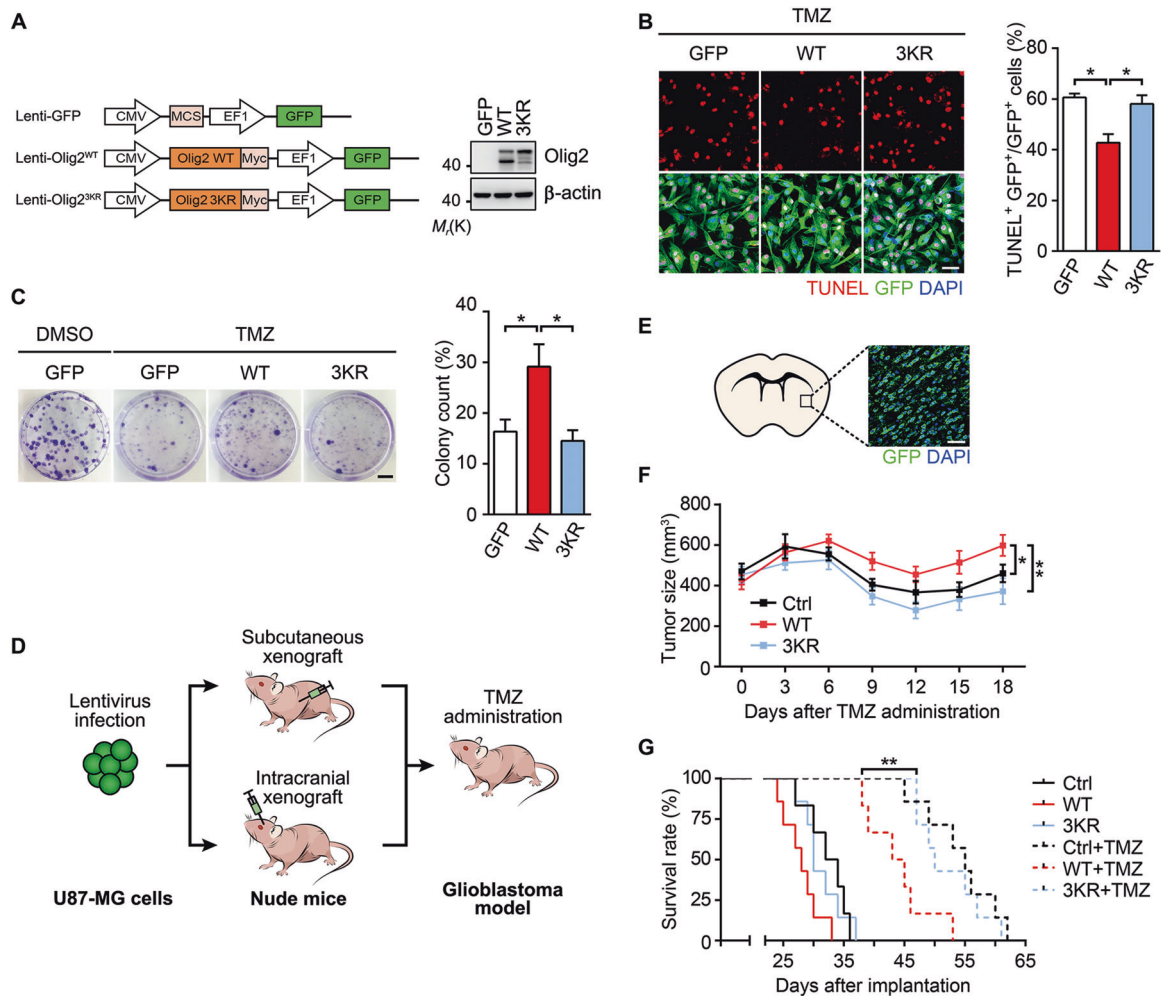 A
Lenti-GFP
CMV
MCS
EF1
GFP
Lenti-Olig2WT
CMV
Olig2 WT
Myc
EF1
GFP
Lenti-Olig23KR
CMV
Olig2 3KR
Myc
EF1
GFP
GFP
WT
3KR
40
Olig2
40
β-actin
Mr(K)
B
TMZ
GFP WT 3KR
TUNEL GFP DAPI
TUNEL+ GFP+/GFP+ cells (%)
80
60
40
20
0
* *
GFP
WT
3KR
C
DMSO TMZ
GFP GFP WT 3KR
Colony count (%)
40
30
20
10
0
* *
GFP
WT
3KR
D
Lentivirus
infection
U87-MG cells
Subcutaneous
xenograft
Intracranial
xenograft
Nude mice
TMZ
administration
Glioblastoma
model
E
GFP DAPI
F
Tumor size (mm3)
800
600
400
200
0
Ctrl
WT
3KR
*
**
0 3 6 9 12 15 18
Days after TMZ administration
G
Survival rate (%)
100
75
50
25
0
**
Ctrl
WT
3KR
Ctrl+TMZ
WT+TMZ
3KR+TMZ
25 35 45 55 65
Days after implantation